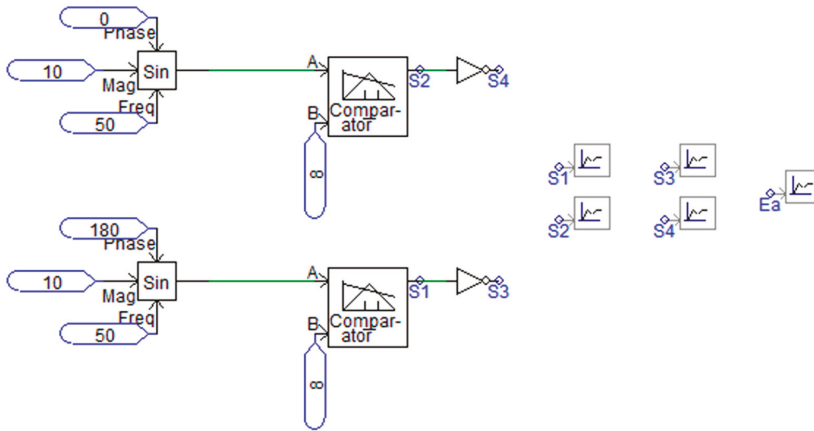 0
Phase
10
Sin
Mag
Freq
50
A
B
Compar-
ator
8
S2
S4
S1
S3
S2
S4
Ea
180
Phase
10
Sin
Mag
Freq
50
A
B
Compar-
ator
8
S1
S3